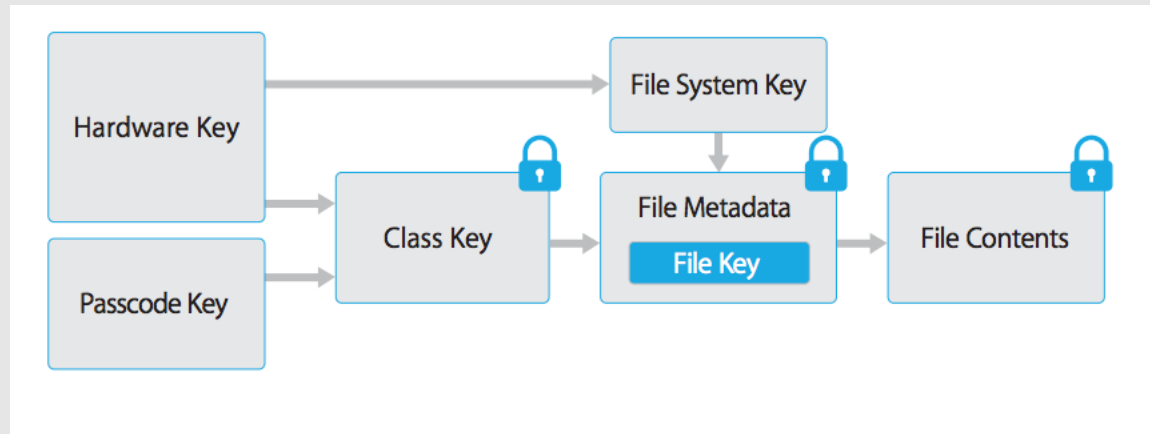 Hardware Key
File System Key
Class Key
File Metadata
File Key
File Contents
Passcode Key